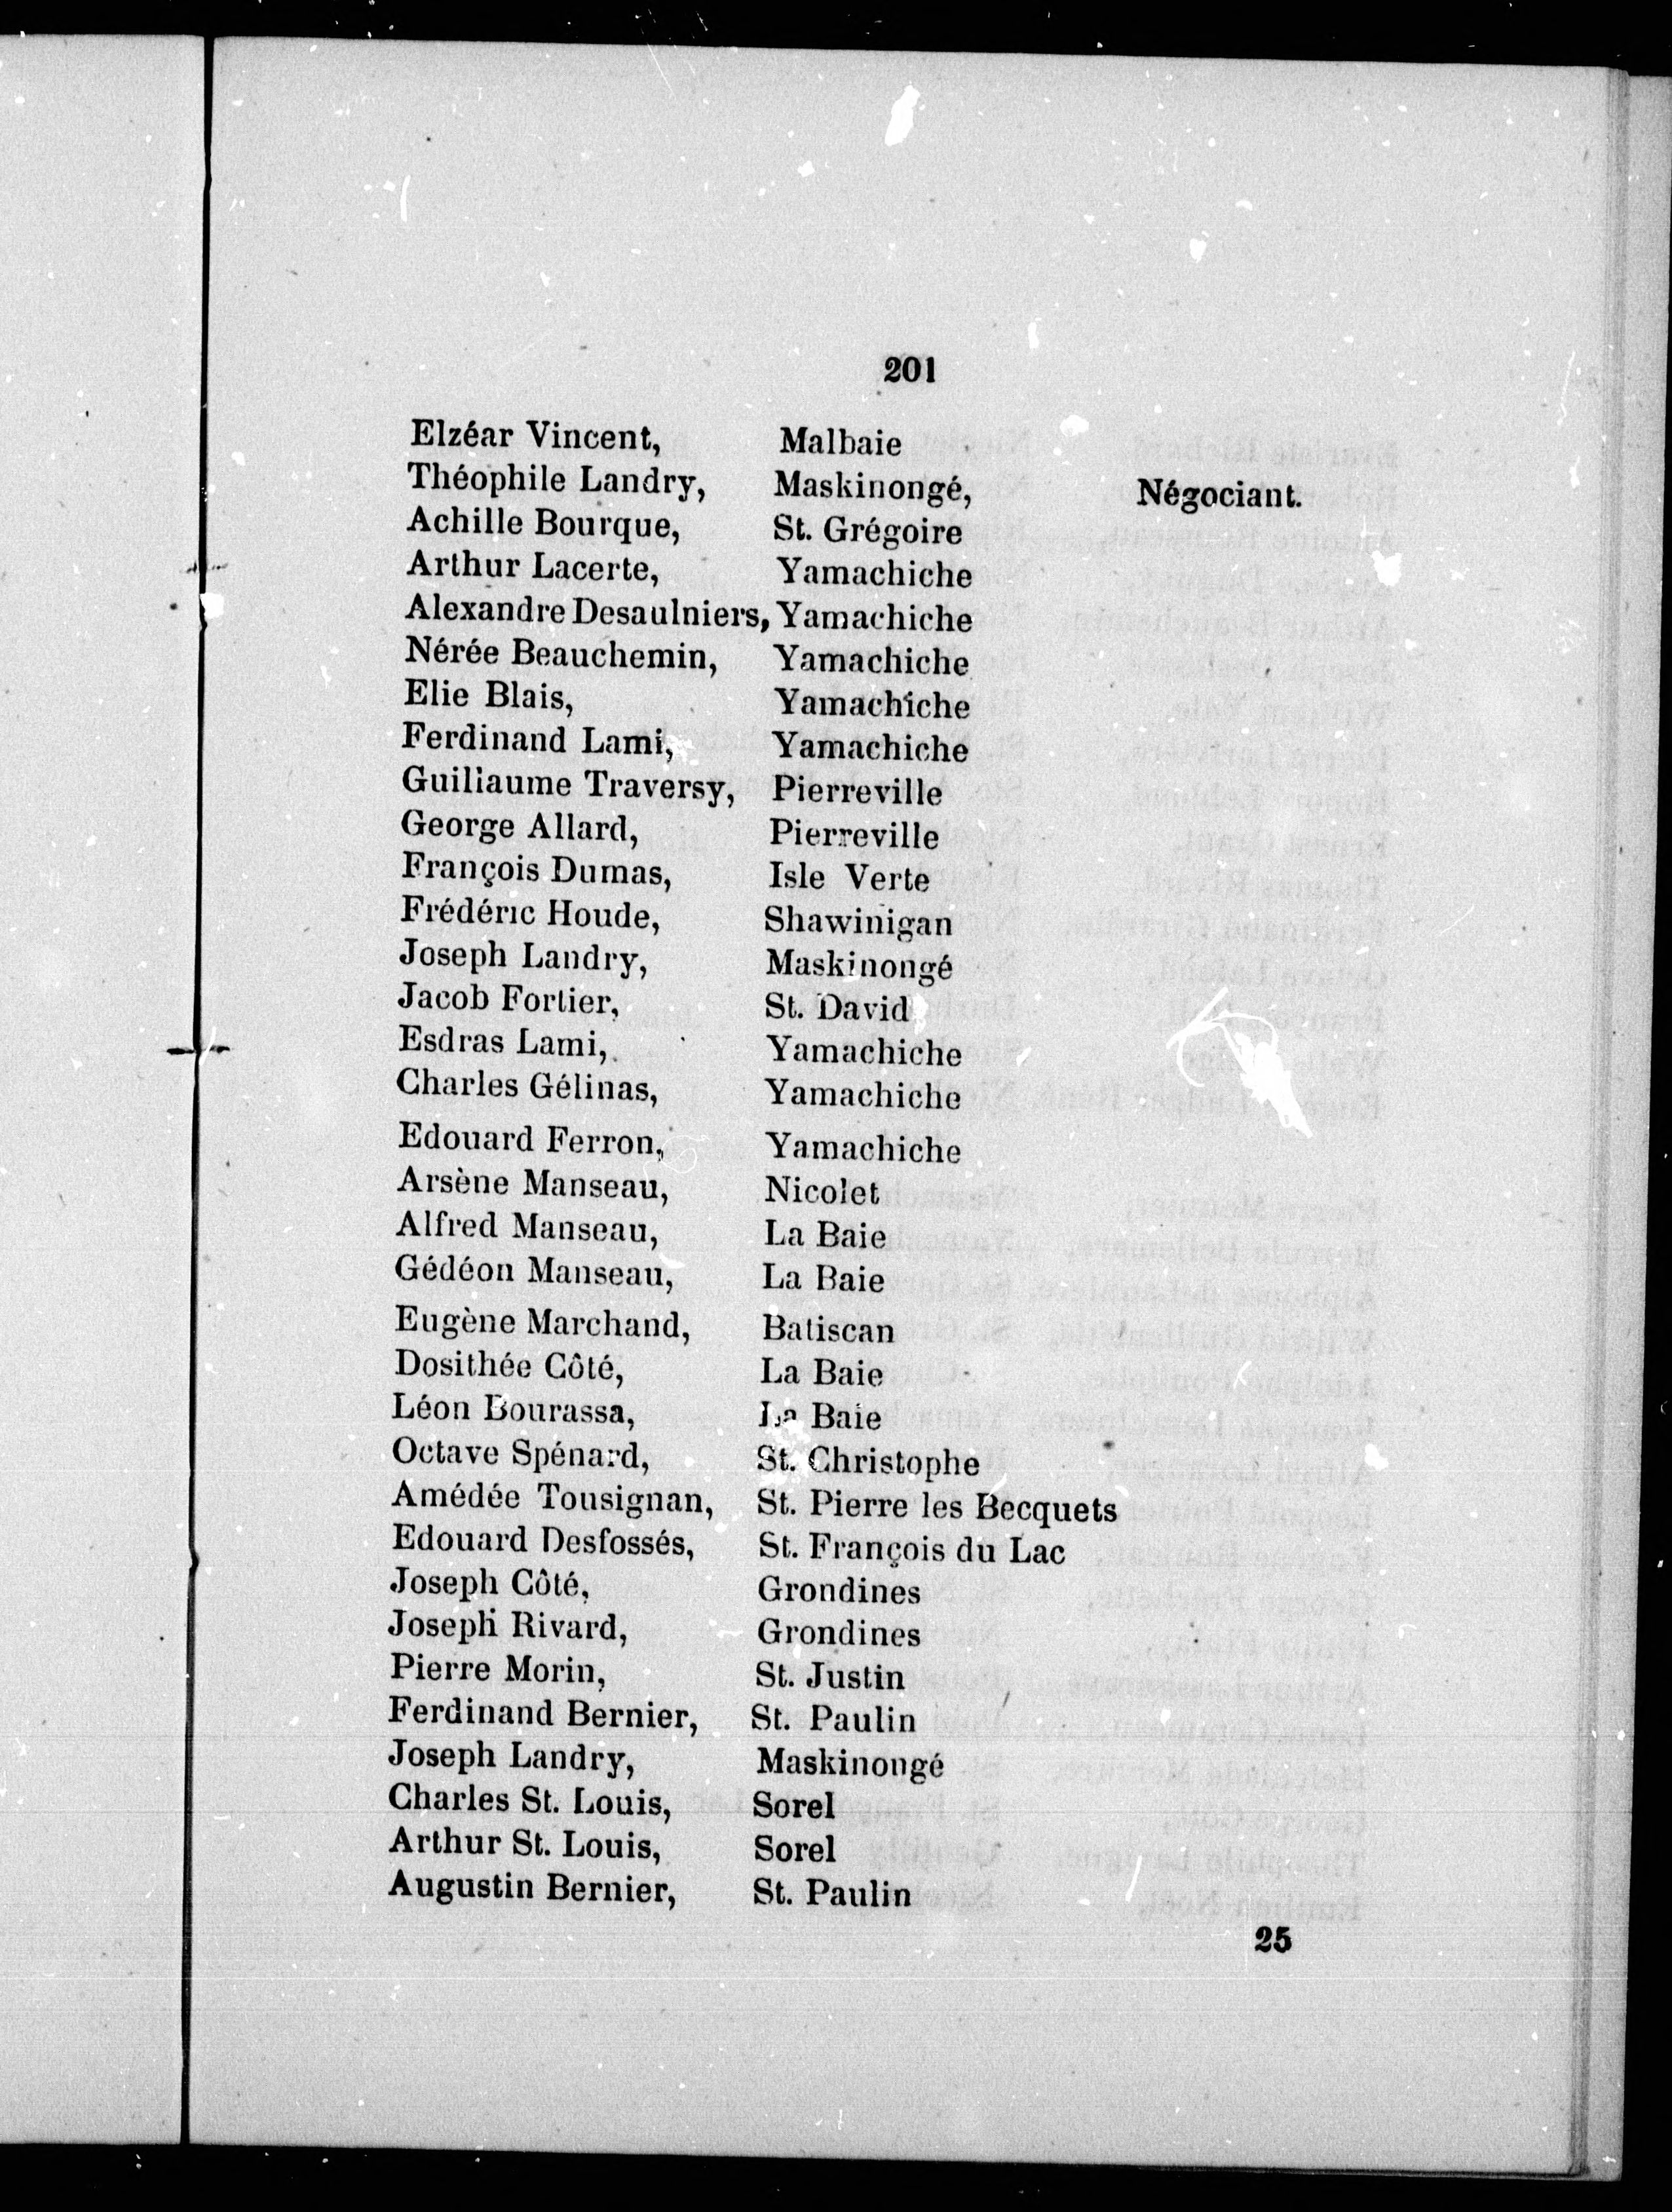 201
Elzéar Vincent, Malbaie
Théophile Landry, Maskinongé, Négociant.
Achille Bourque, St. Grégoire
Arthur Lacerte, Yamachiche
Alexandre Desaulniers, Yamachiche
Nérée Beauchemin, Yamachiche
Elie Blais, Yamachiche
Ferdinand Lami, Yamachiche
Guillaume Traversy, Pierreville
George Allard, Pierreville
François Dumas, Isle Verte
Frédéric Houde, Shawinigan
Joseph Landry, Maskinongé
Jacob Fortier, St. David
Esdras Lami, Yamachiche
Charles Gélinas, Yamachiche
Edouard Ferron, Yamachiche
Arsène Manseau, Nicolet
Alfred Manseau, La Baie
Gédéon Manseau, La Baie
Eugène Marchand, Batiscan
Dosithée Côté, La Baie
Léon Bourassa, La Baie
Octave Spénard, St. Christophe
Amédée Tousignan, St. Pierre les Becquets
Edouard Desfossés, St. François du Lac
Joseph Côté, Grondines
Joseph Rivard, Grondines
Pierre Morin, St. Justin
Ferdinand Bernier, St. Paulin
Joseph Landry, Maskinongé
Charles St. Louis, Sorel
Arthur St. Louis, Sorel
Augustin Bernier, St. Paulin
25